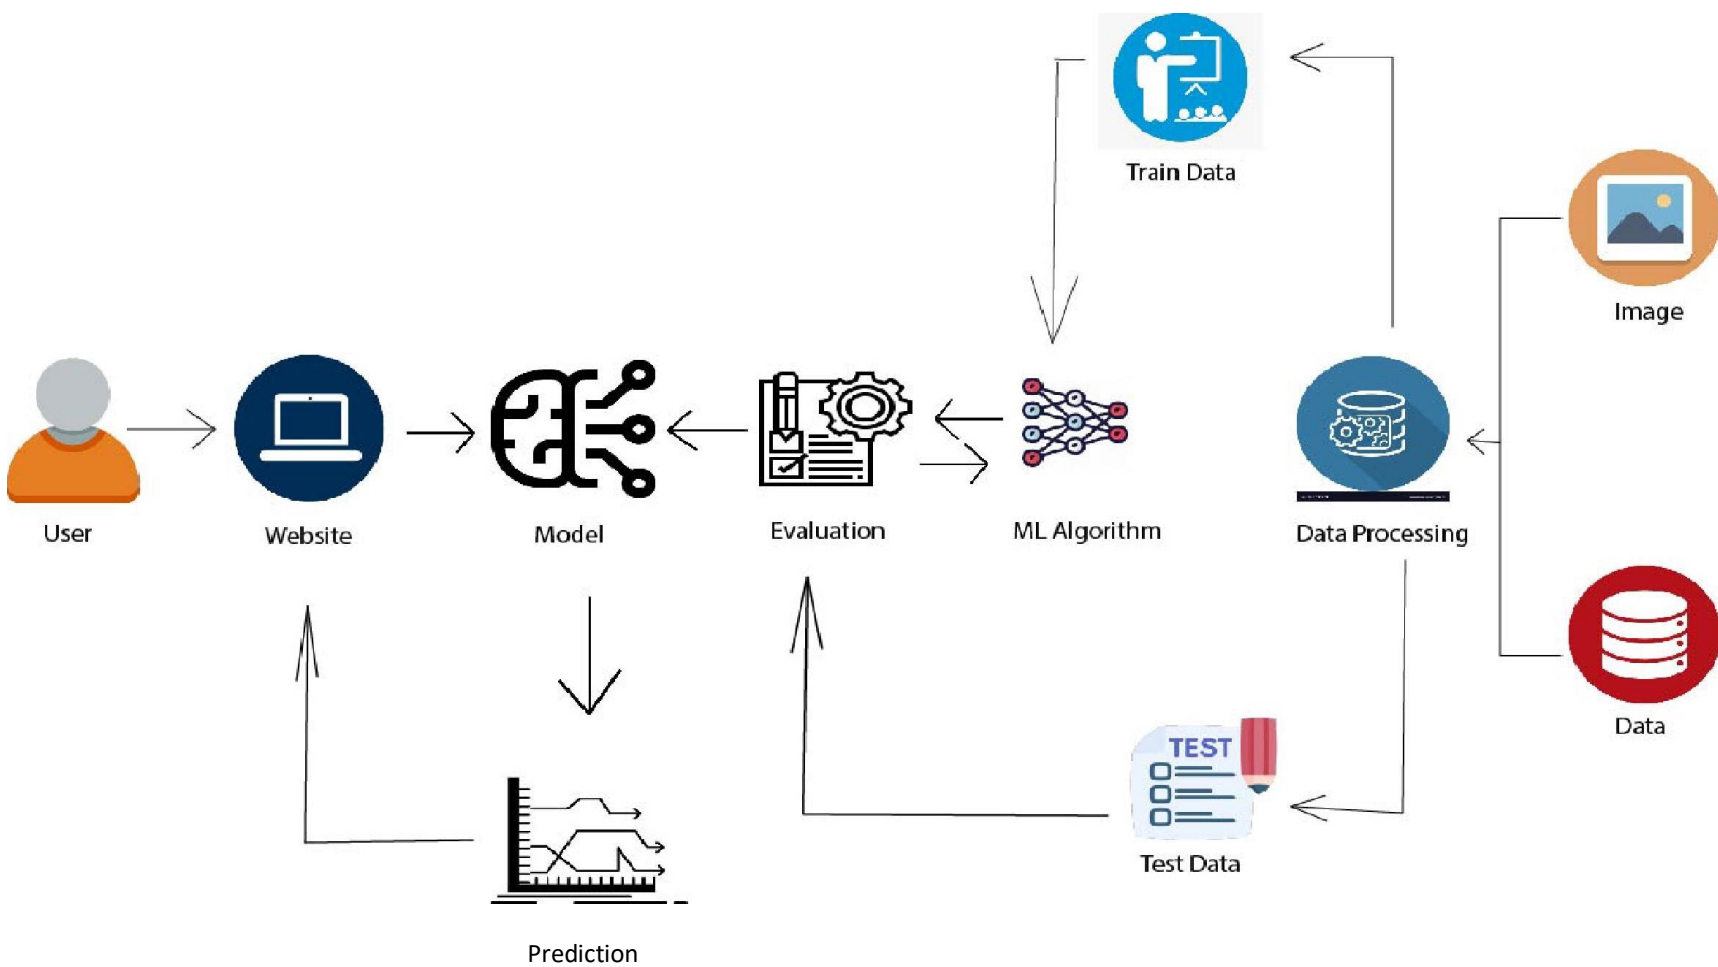 Train Data
Image
User
Website
Model
Evaluation
ML Algorithm
Data Processing
Data
TEST
Test Data
Prediction